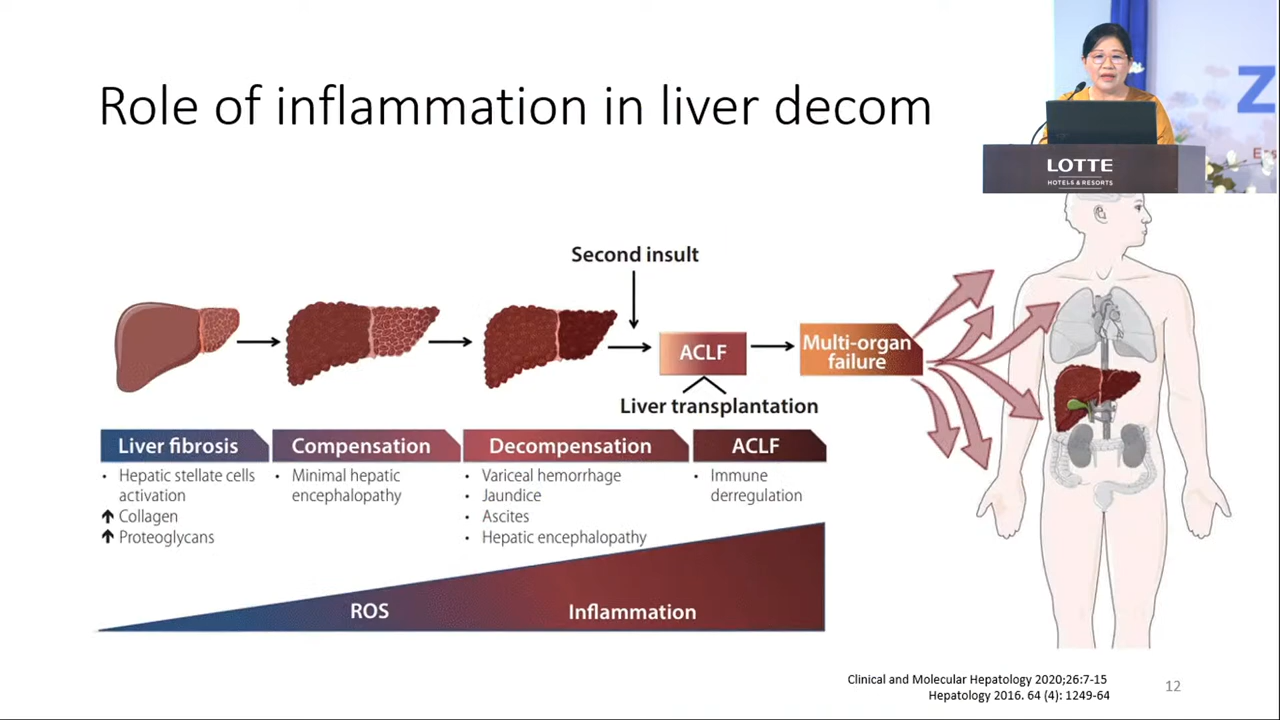 Role of inflammation in liver decom
LOTTE
HOTELS & RESORTS
Z
Second insult
ACLF
Multi-organ
failure
Liver transplantation
Liver fibrosis
• Hepatic stellate cells
activation
↑ Collagen
↑ Proteoglycans
Compensation
• Minimal hepatic
encephalopathy
Decompensation
• Variceal hemorrhage
• Jaundice
• Ascites
• Hepatic encephalopathy
ACLF
• Immune
derregulation
ROS
Inflammation
Clinical and Molecular Hepatology 2020;26:7-15
Hepatology 2016. 64 (4): 1249-64
12